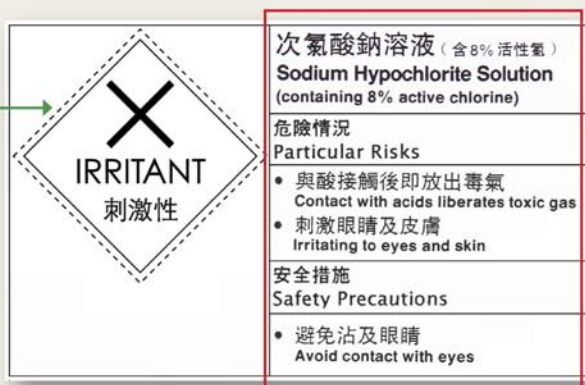 IRRITANT
刺激性
次氯酸鈉溶液（含8%活性氯）
Sodium Hypochlorite Solution
(containing 8% active chlorine)
危險情況
Particular Risks
• 與酸接觸後即放出毒氣
Contact with acids liberates toxic gas
• 刺激眼睛及皮膚
Irritating to eyes and skin
安全措施
Safety Precautions
• 避免沾及眼睛
Avoid contact with eyes